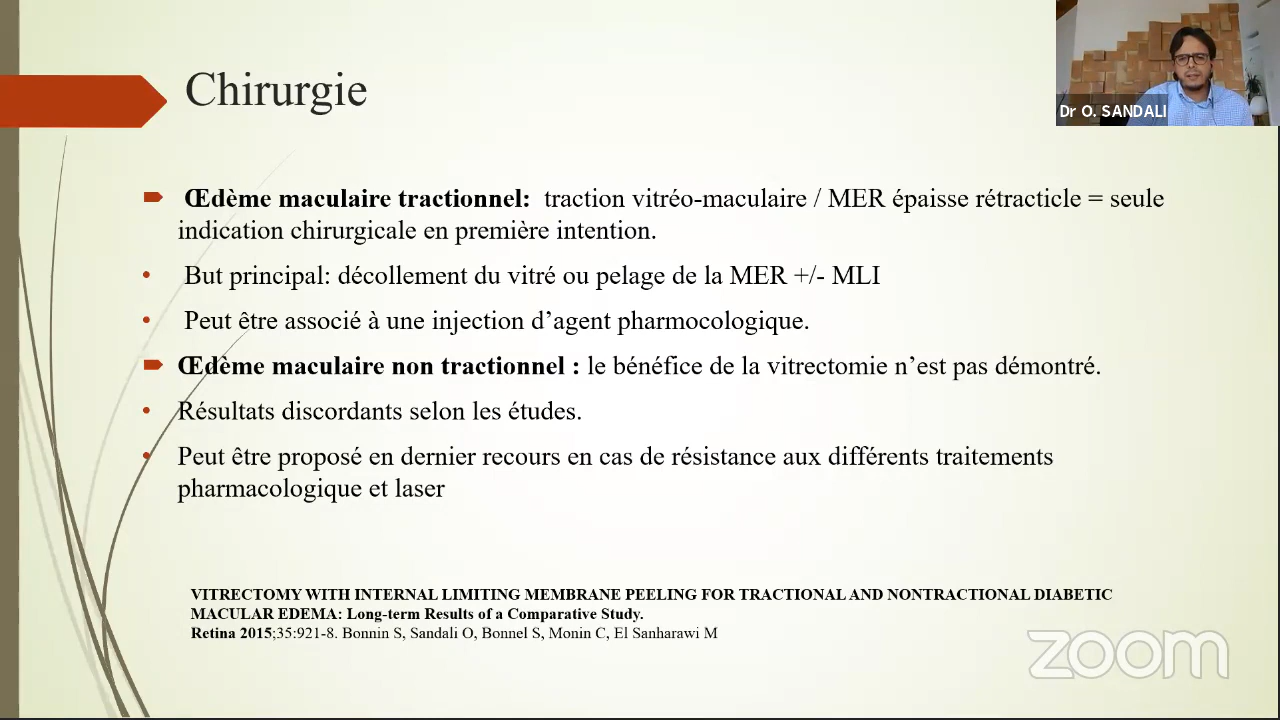 Chirurgie
Dr O. SANDALI
Œdème maculaire tractionnel: traction vitréo-maculaire / MER épaisse rétracticle = seule
indication chirurgicale en première intention.
But principal: décollement du vitré ou pelage de la MER +/- MLI
Peut être associé à une injection d’agent pharmocologique.
Œdème maculaire non tractionnel : le bénéfice de la vitrectomie n’est pas démontré.
Résultats discordants selon les études.
Peut être proposé en dernier recours en cas de résistance aux différents traitements
pharmacologique et laser
VITRECTOMY WITH INTERNAL LIMITING MEMBRANE PEELING FOR TRACTIONAL AND NONTRACTIONAL DIABETIC
MACULAR EDEMA: Long-term Results of a Comparative Study.
Retina 2015;35:921-8. Bonnin S, Sandali O, Bonnel S, Monin C, El Sanharawi M
zoom